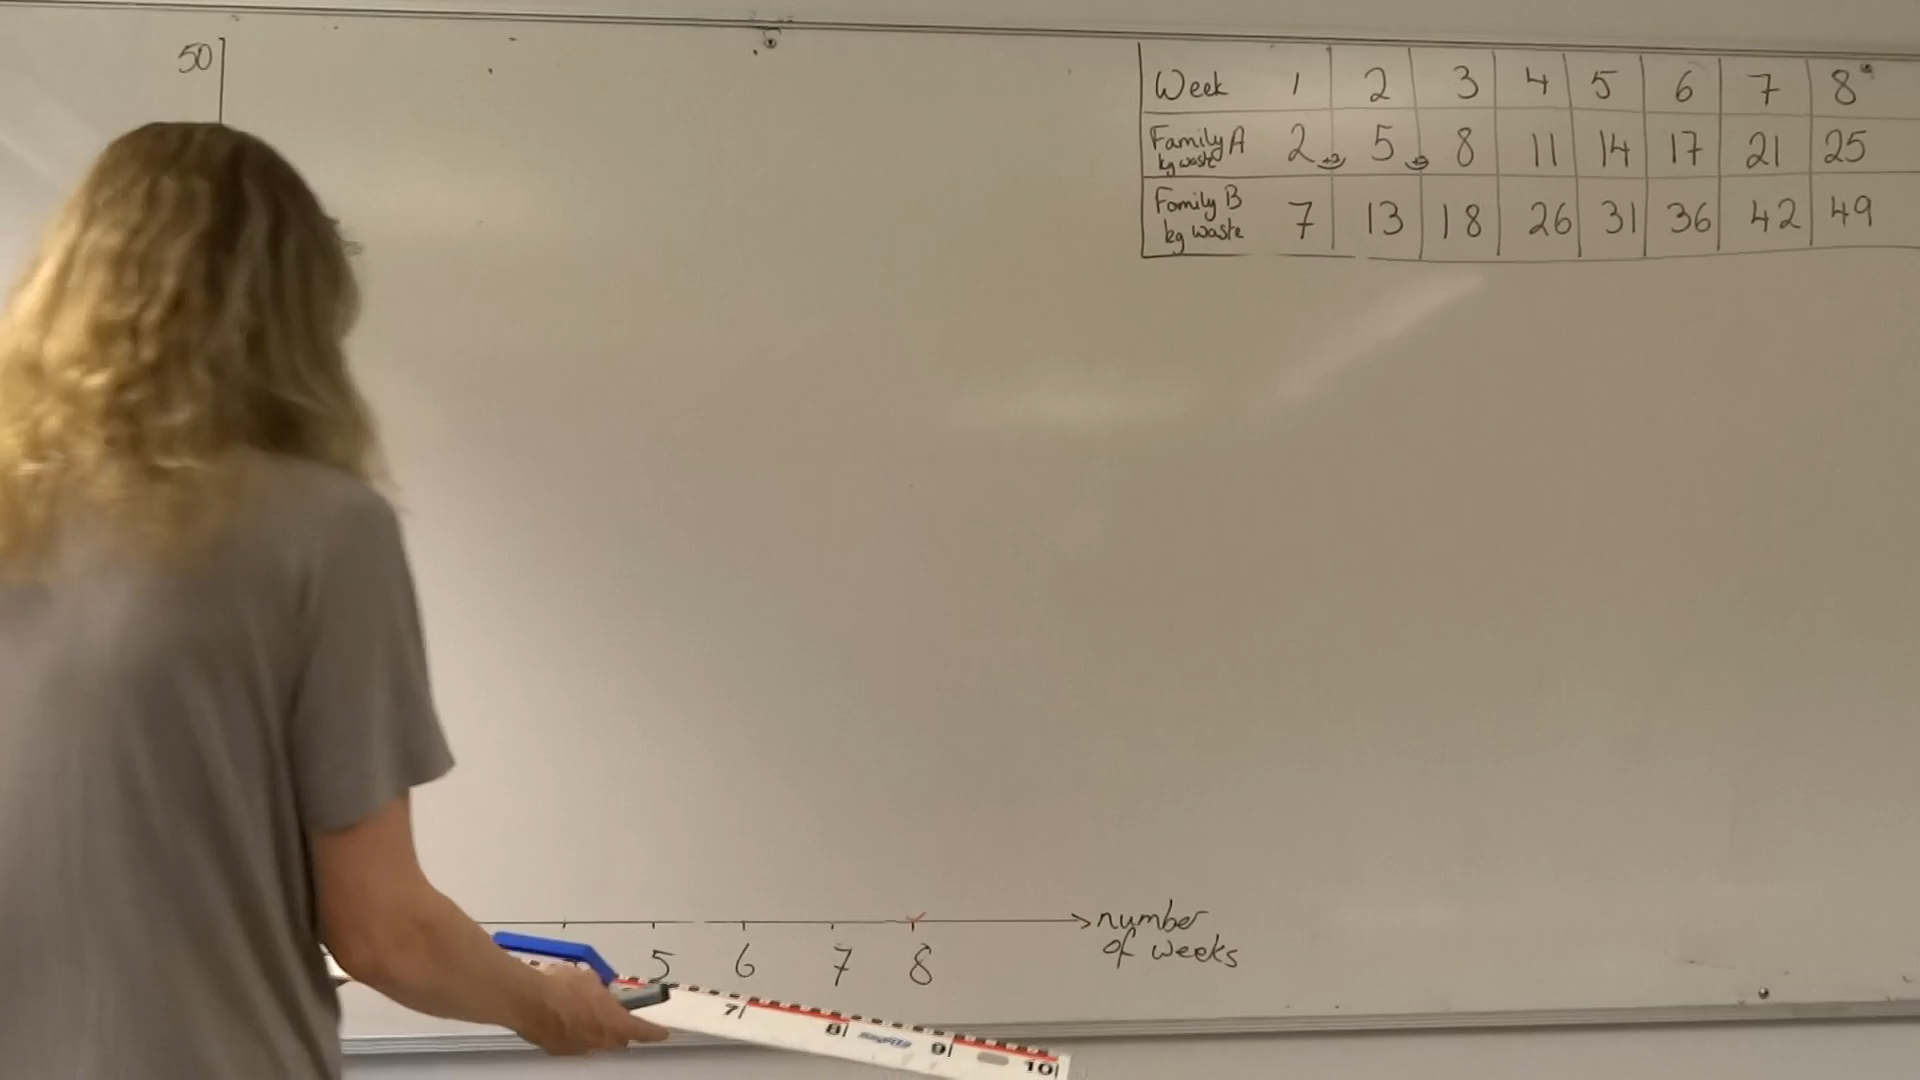 50
Week 1 2 3 4 5 6 7 8
Family A 2 5 8 11 14 17 21 25
kg waste
Family B 7 13 18 26 31 36 42 49
kg waste
number
of weeks
5 6 7 8
7 8 9 10